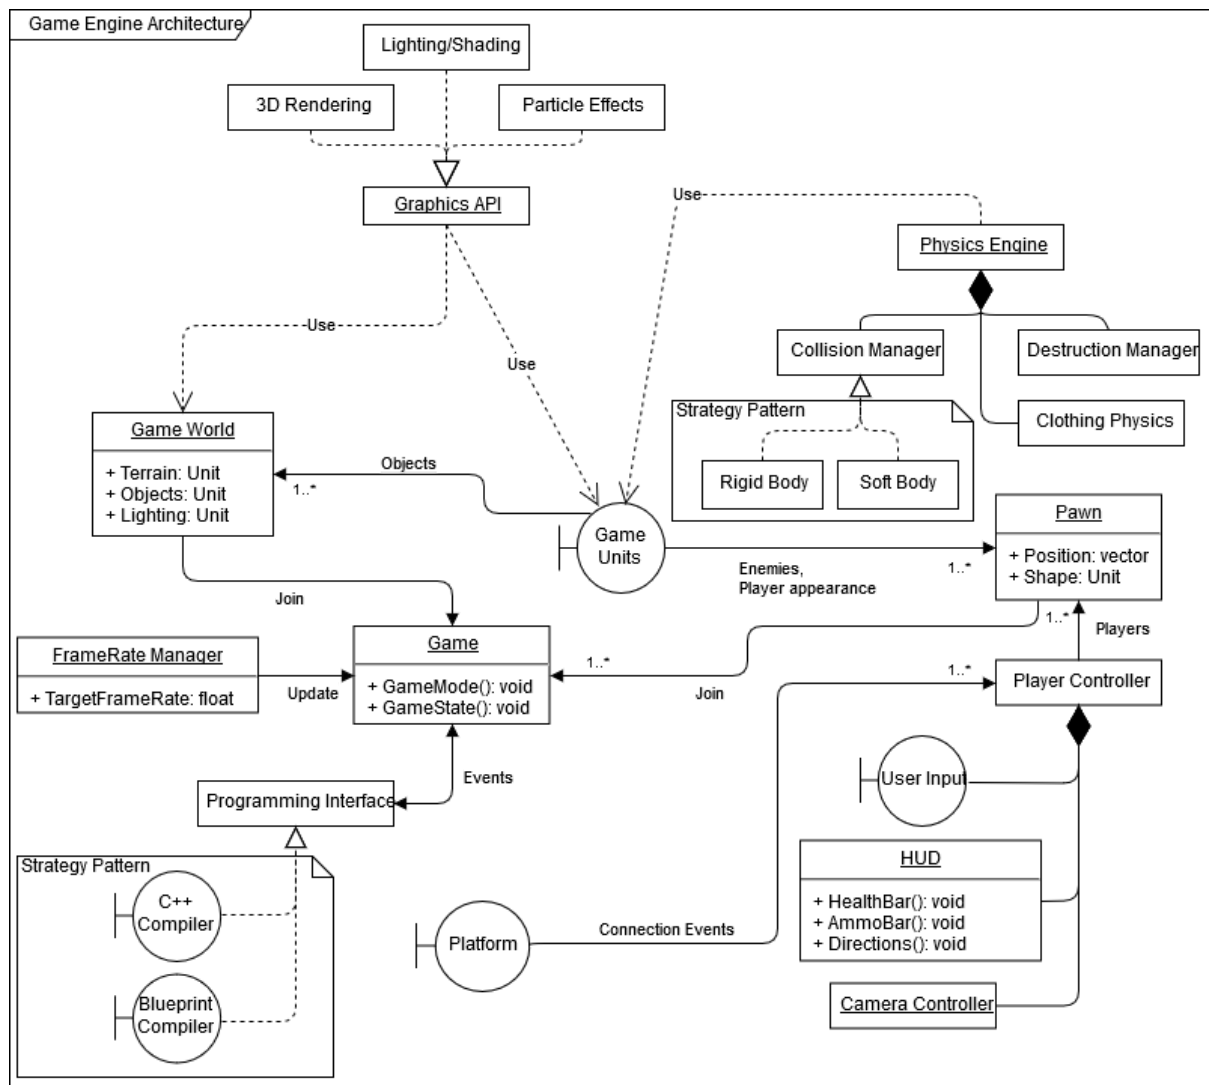 Game Engine Architecture
Lighting/Shading
3D Rendering
Particle Effects
Graphics API
Use
Physics Engine
Use
Use
Collision Manager
Destruction Manager
Strategy Pattern
Clothing Physics
Rigid Body
Soft Body
Game World
+ Terrain: Unit
+ Objects: Unit
+ Lighting: Unit
Objects
1..*
Game
Units
Enemies,
Player appearance
1..*
Pawn
+ Position: vector
+ Shape: Unit
Join
1..*
Players
FrameRate Manager
+ TargetFrameRate: float
Update
Game
+ GameMode(): void
+ GameState(): void
1..*
Join
1..*
Player Controller
Events
Programming Interface
User Input
Strategy Pattern
C++
Compiler
Blueprint
Compiler
Platform
Connection Events
HUD
+ HealthBar(): void
+ AmmoBar(): void
+ Directions(): void
Camera Controller